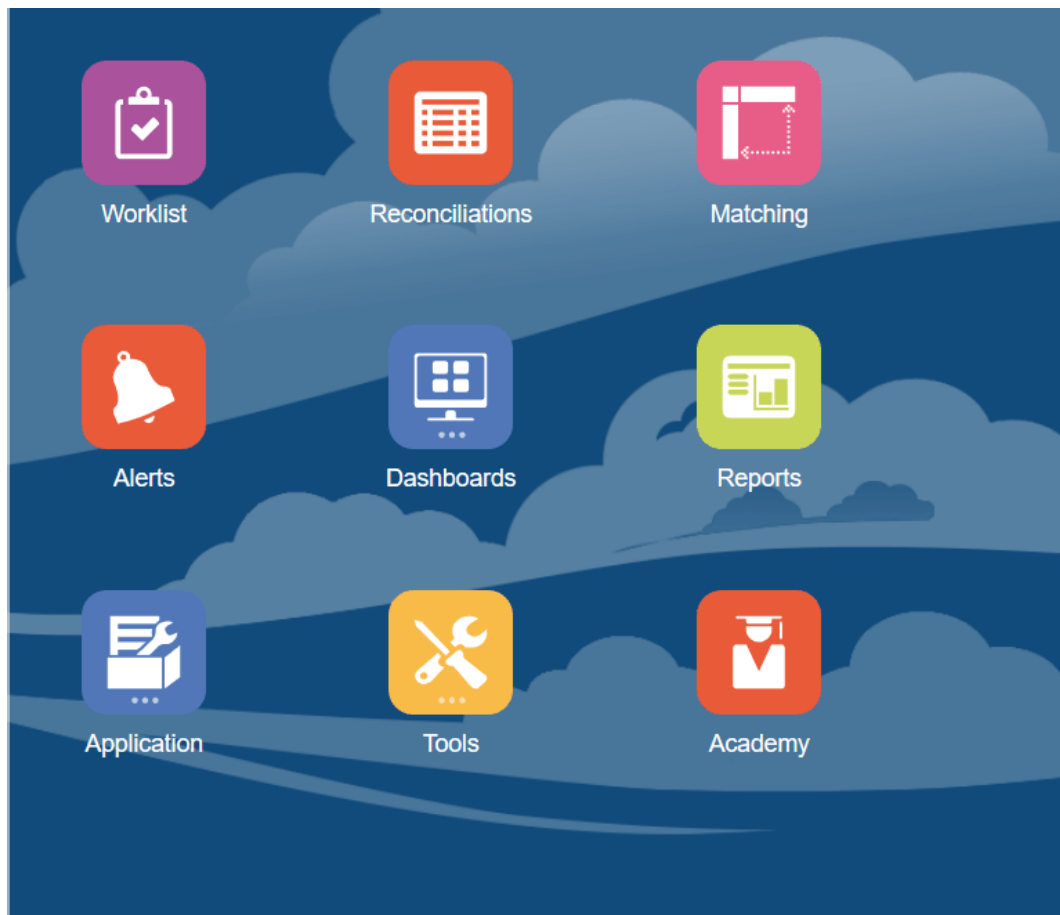 Worklist
Reconciliations
Matching
Alerts
Dashboards
Reports
Application
Tools
Academy